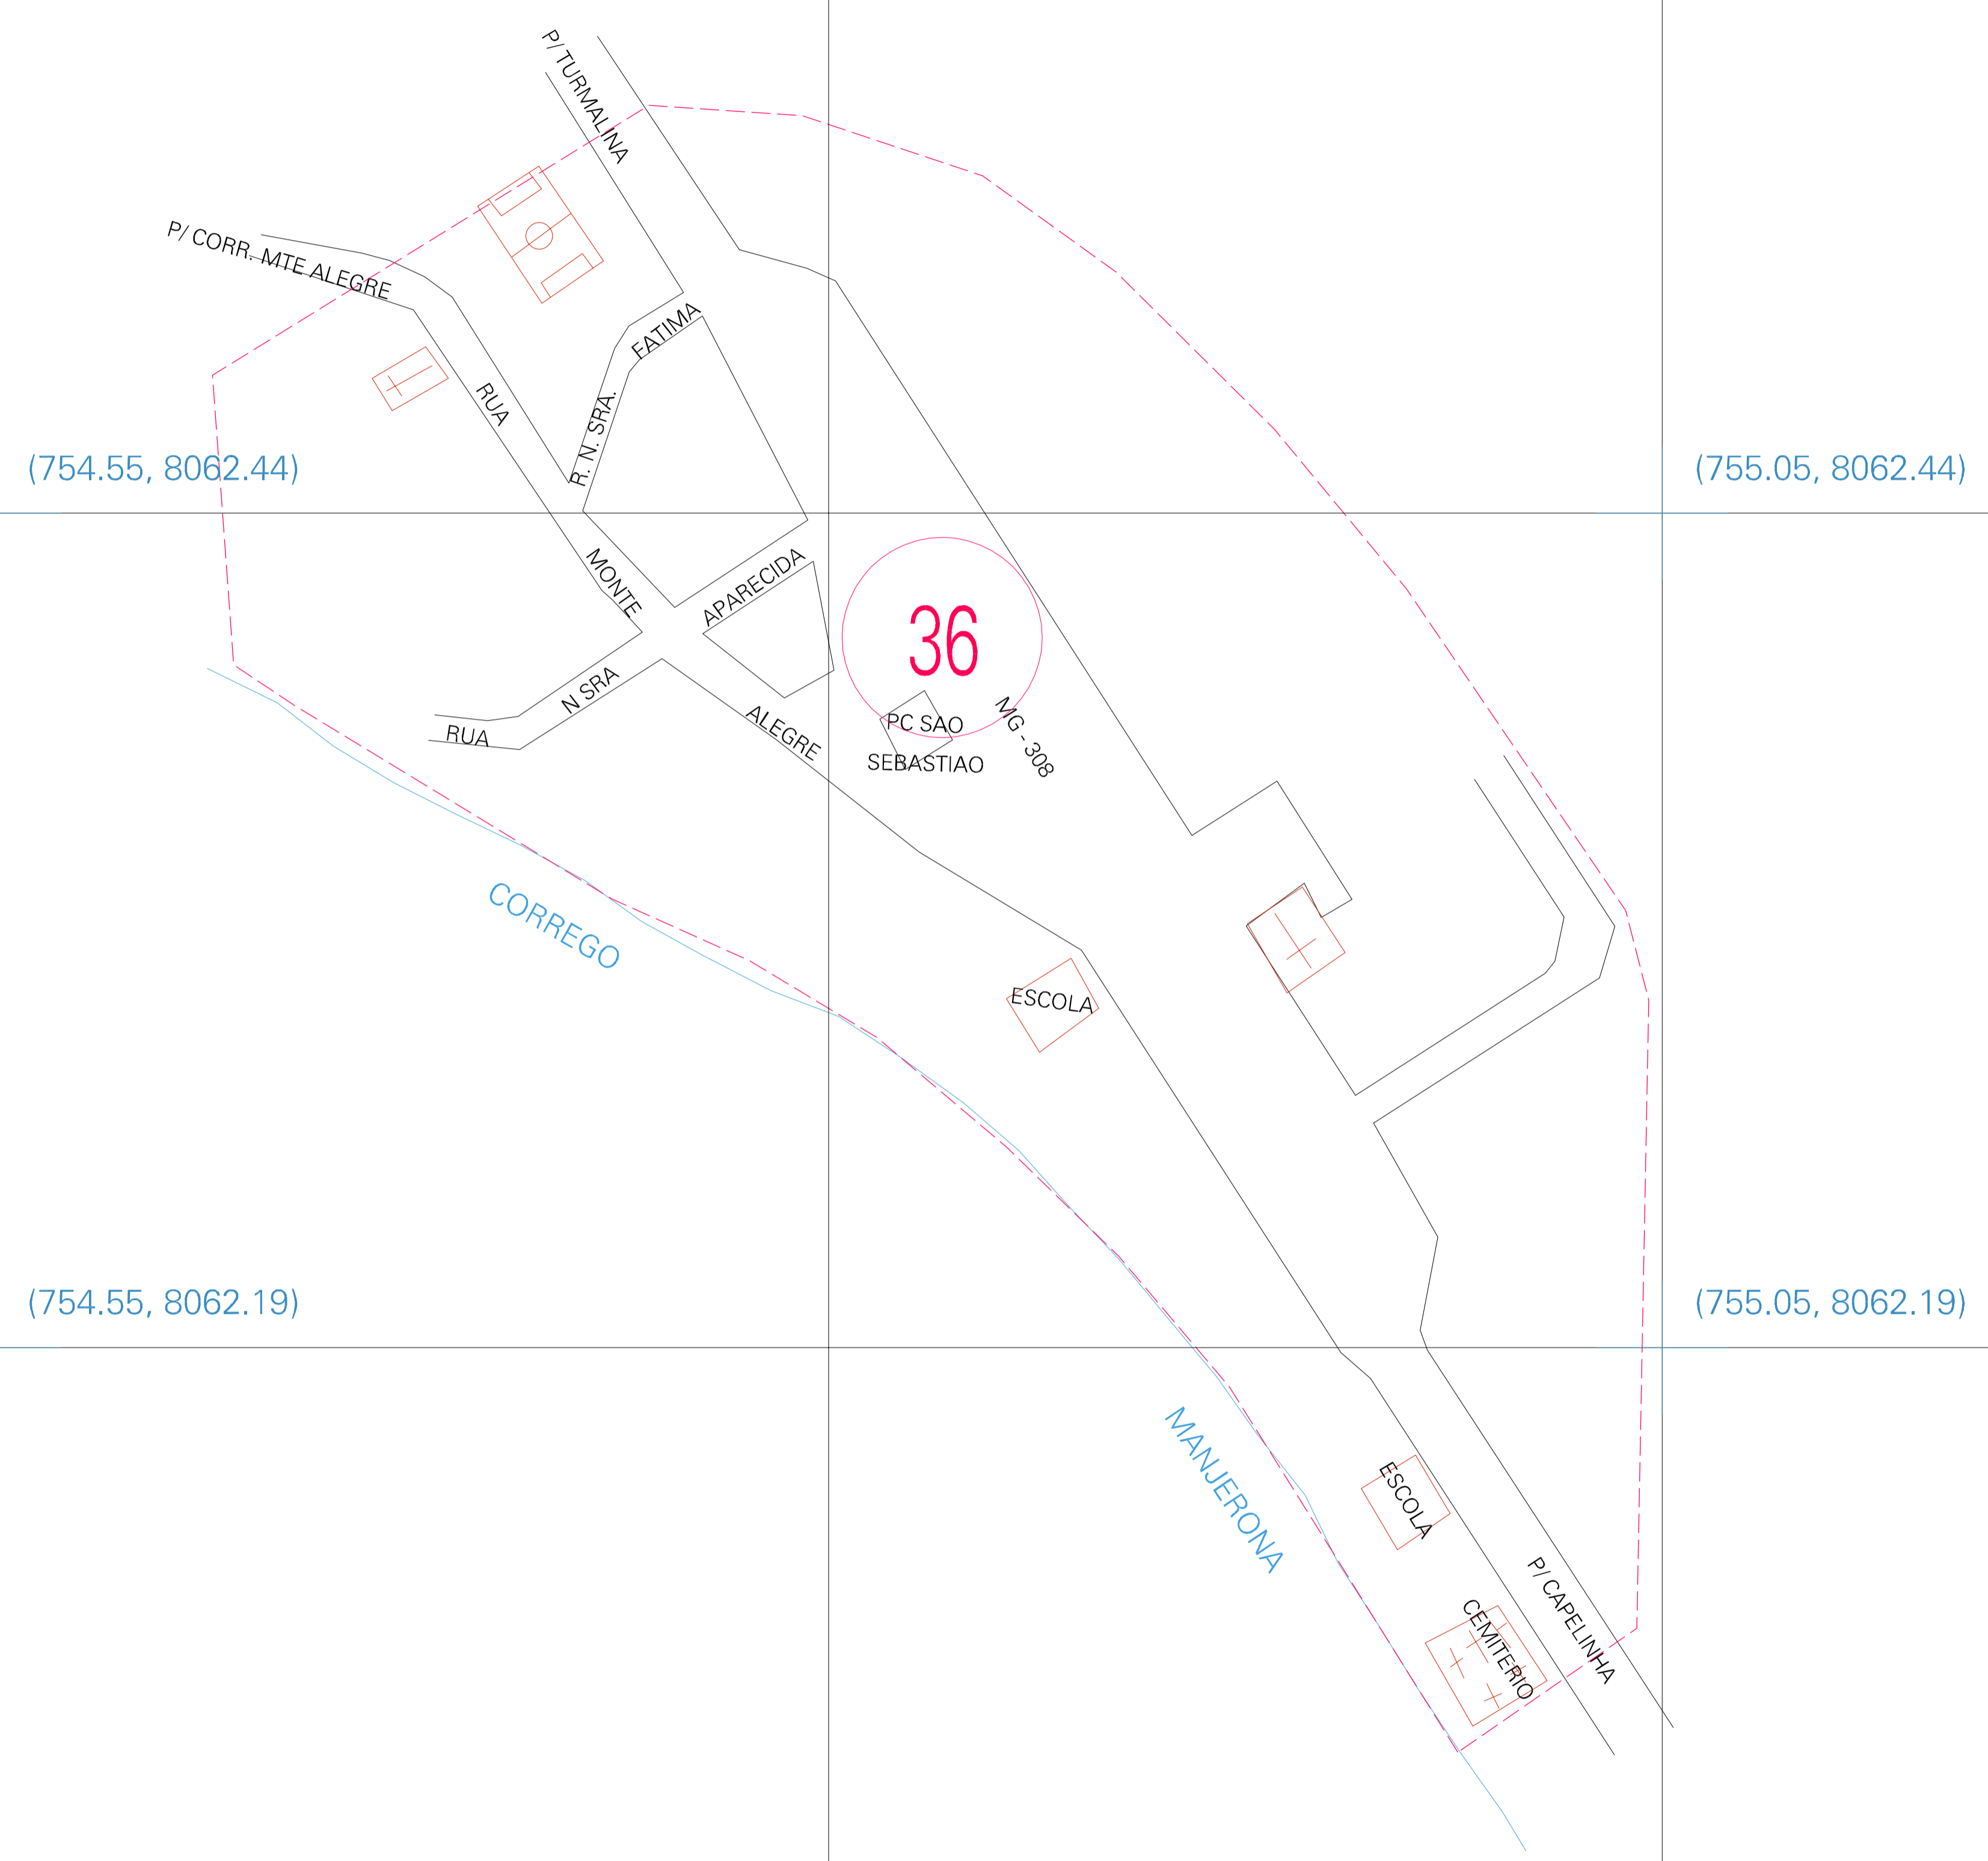 P/ TURMALINA
P/ CORR. MTE ALEGRE
FATIMA
R. N. SRA.
RUA
(754.55, 8062.44)
(755.05, 8062.44)
MONTE
APARECIDA
36
N SRA
RUA
ALEGRE
PC SAO
SEBASTIAO
MG - 308
CORREGO
ESCOLA
(754.55, 8062.19)
(755.05, 8062.19)
MANJERONA
ESCOLA
P/ CAPELINHA
CEMITERIO